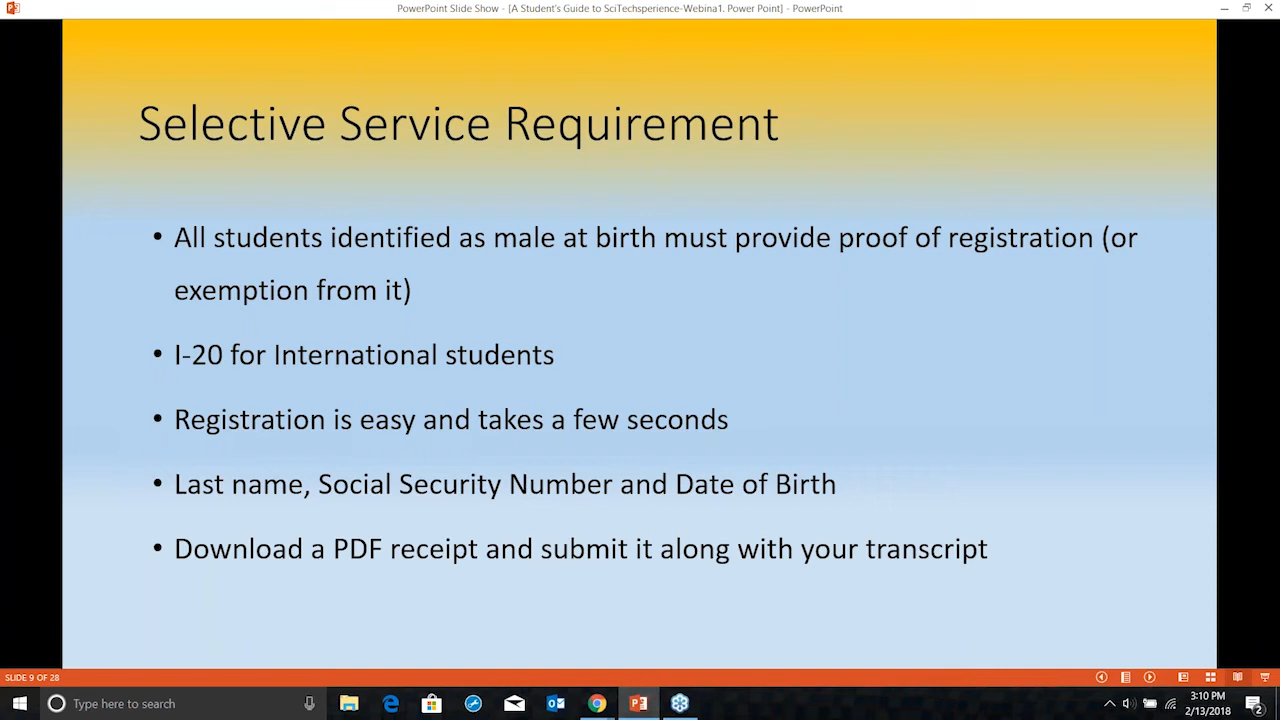 PowerPoint Slide Show - [A Student's Guide to SciTechsperience-Webina1. Power Point] - PowerPoint
Selective Service Requirement
• All students identified as male at birth must provide proof of registration (or
exemption from it)
• I-20 for International students
• Registration is easy and takes a few seconds
• Last name, Social Security Number and Date of Birth
• Download a PDF receipt and submit it along with your transcript
SLIDE 9 OF 28
Type here to search
3:10 PM
2/13/2018
2